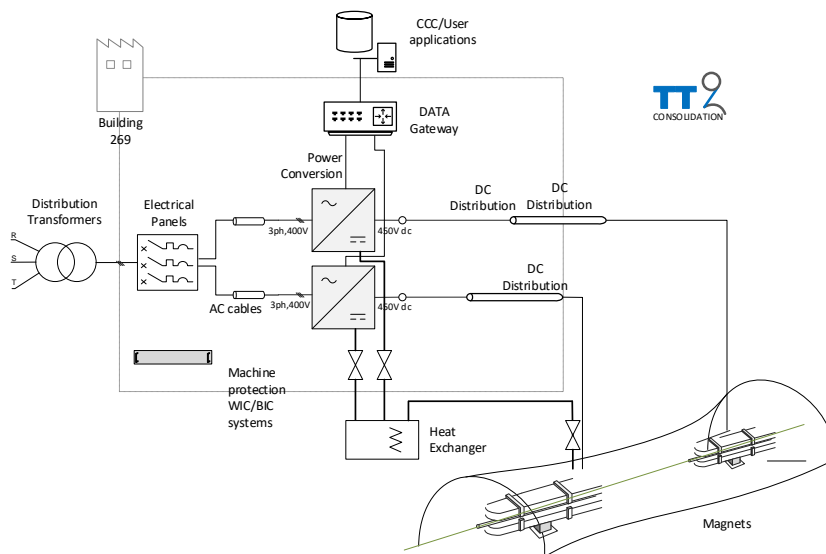 CCC/User
applications
DATA
Gateway
TT2
CONSOLIDATION
Building
269
Power
Conversion
DC
Distribution
DC
Distribution
Distribution
Transformers
Electrical
Panels
R
S
T
3ph,400V
450V dc
DC
Distribution
AC cables
3ph,400V
450V dc
Machine
protection
WIC/BIC
systems
Heat
Exchanger
Magnets